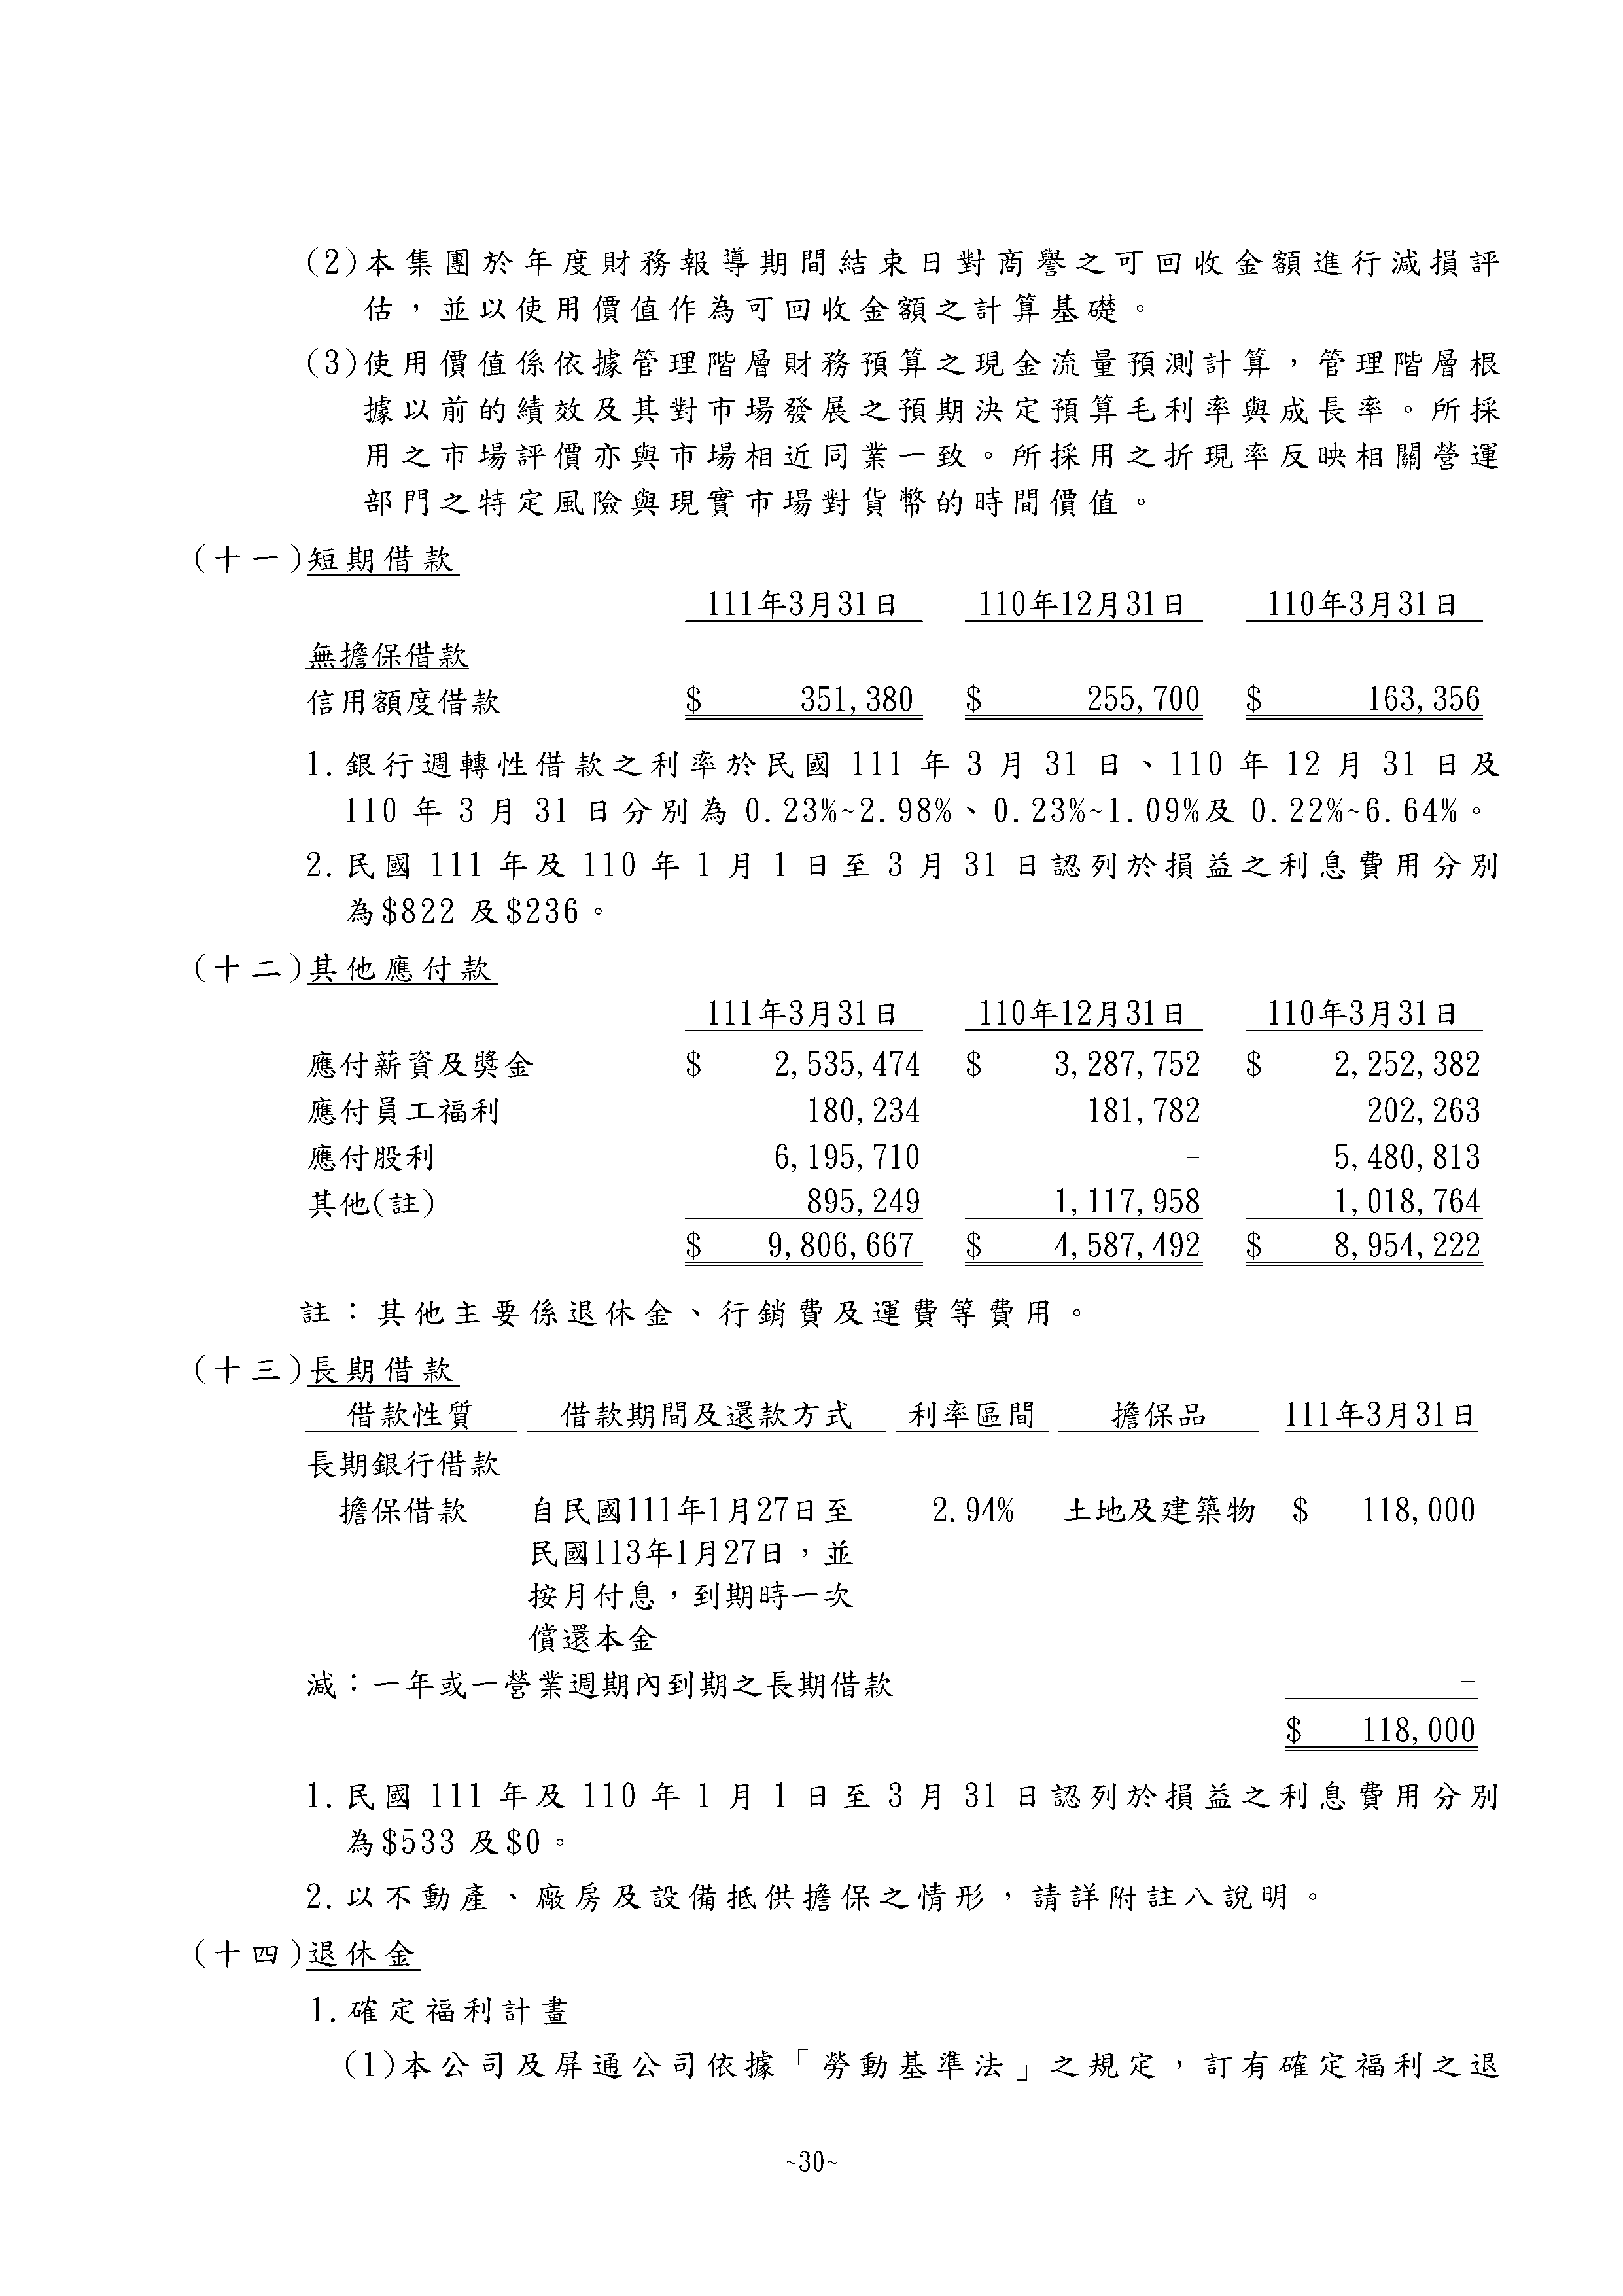 (2)本集團於年度財務報導期間結束日對商譽之可回收金額進行減損評
估，並以使用價值作為可回收金額之計算基礎。
(3)使用價值係依據管理階層財務預算之現金流量預測計算，管理階層根
據以前的績效及其對市場發展之預期決定預算毛利率與成長率。所採
用之市場評價亦與市場相近同業一致。所採用之折現率反映相關營運
部門之特定風險與現實市場對貨幣的時間價值。
(十一)短期借款
111年3月31日 110年12月31日 110年3月31日
無擔保借款
信用額度借款 $ 351,380 $ 255,700 $ 163,356
1.銀行週轉性借款之利率於民國 111 年 3 月 31 日、110 年 12 月 31 日及
110 年 3 月 31 日分別為 0.23%~2.98%、0.23%~1.09%及 0.22%~6.64%。
2.民國 111 年及 110 年 1 月 1 日至 3 月 31 日認列於損益之利息費用分別
為$822 及$236。
(十二)其他應付款
111年3月31日 110年12月31日 110年3月31日
應付薪資及獎金 $ 2,535,474 $ 3,287,752 $ 2,252,382
應付員工福利 180,234 181,782 202,263
應付股利 6,195,710 - 5,480,813
其他(註) 895,249 1,117,958 1,018,764
$ 9,806,667 $ 4,587,492 $ 8,954,222
註：其他主要係退休金、行銷費及運費等費用。
(十三)長期借款
借款性質 借款期間及還款方式 利率區間 擔保品 111年3月31日
長期銀行借款
擔保借款 自民國111年1月27日至 2.94% 土地及建築物 $ 118,000
民國113年1月27日，並
按月付息，到期時一次
償還本金
減：一年或一營業週期內到期之長期借款 -
$ 118,000
1.民國 111 年及 110 年 1 月 1 日至 3 月 31 日認列於損益之利息費用分別
為$533 及$0。
2.以不動產、廠房及設備抵供擔保之情形，請詳附註八說明。
(十四)退休金
1.確定福利計畫
(1)本公司及屏通公司依據「勞動基準法」之規定，訂有確定福利之退
~30~